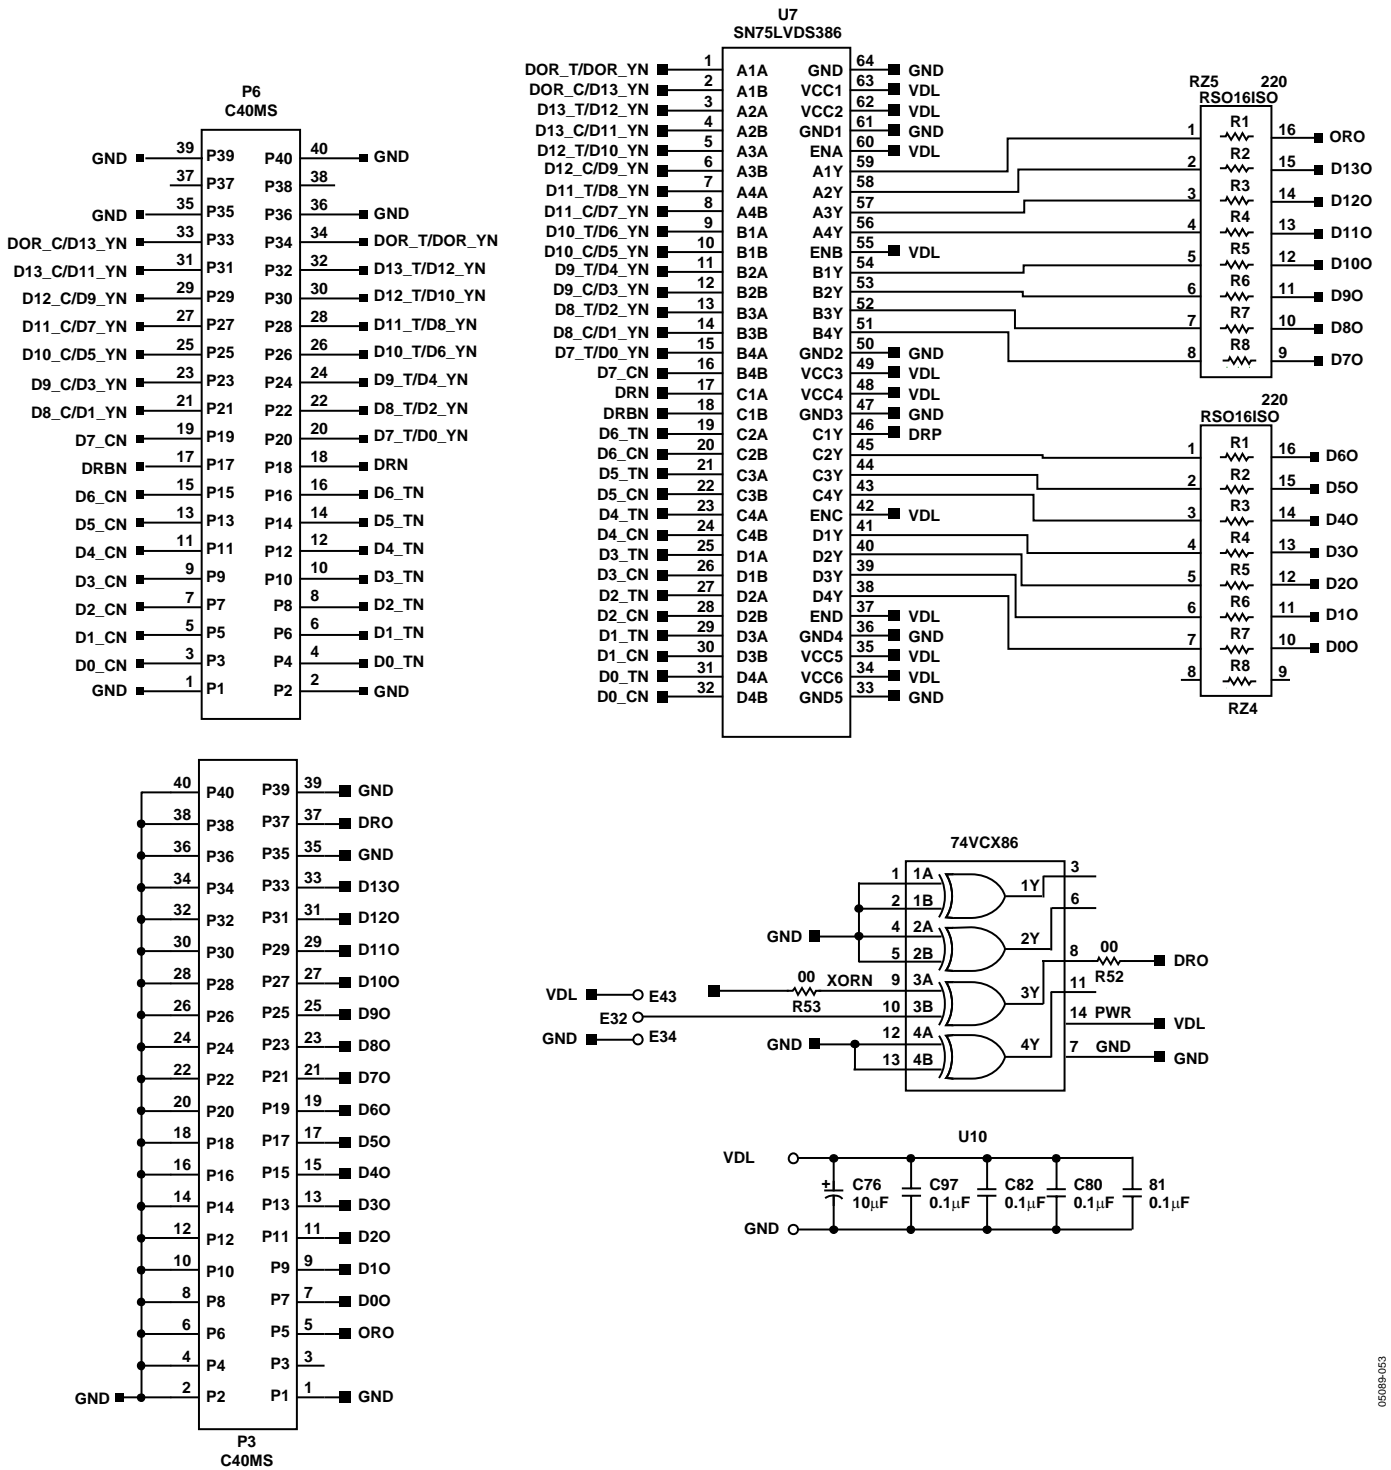 P6
C40MS
GND 39 P39 P40 40 GND
37 P37 P38 38
GND 35 P35 P36 36 GND
DOR_C/D13_YN 33 P33 P34 34 DOR_T/DOR_YN
D13_C/D11_YN 31 P31 P32 32 D13_T/D12_YN
D12_C/D9_YN 29 P29 P30 30 D12_T/D10_YN
D11_C/D7_YN 27 P27 P28 28 D11_T/D8_YN
D10_C/D5_YN 25 P25 P26 26 D10_T/D6_YN
D9_C/D3_YN 23 P23 P24 24 D9_T/D4_YN
D8_C/D1_YN 21 P21 P22 22 D8_T/D2_YN
D7_CN 19 P19 P20 20 D7_T/D0_YN
DRBN 17 P17 P18 18 DRN
D6_CN 15 P15 P16 16 D6_TN
D5_CN 13 P13 P14 14 D5_TN
D4_CN 11 P11 P12 12 D4_TN
D3_CN 9 P9 P10 10 D3_TN
D2_CN 7 P7 P8 8 D2_TN
D1_CN 5 P5 P6 6 D1_TN
D0_CN 3 P3 P4 4 D0_TN
GND 1 P1 P2 2 GND
U7
SN75LVDS386
DOR_T/DOR_YN 1 A1A GND 64 GND
DOR_C/D13_YN 2 A1B VCC1 63 VDL
D13_T/D12_YN 3 A2A VCC2 62 VDL
D13_C/D11_YN 4 A2B GND1 61 GND
D12_T/D10_YN 5 A3A ENA 60 VDL
D12_C/D9_YN 6 A3B A1Y 59
D11_T/D8_YN 7 A4A A2Y 58
D11_C/D7_YN 8 A4B A3Y 57
D10_T/D6_YN 9 B1A A4Y 56
D10_C/D5_YN 10 B1B ENB 55 VDL
D9_T/D4_YN 11 B2A B1Y 54
D9_C/D3_YN 12 B2B B2Y 53
D8_T/D2_YN 13 B3A B3Y 52
D8_C/D1_YN 14 B3B B4Y 51
D7_T/D0_YN 15 B4A GND2 50 GND
D7_CN 16 B4B VCC3 49 VDL
DRN 17 C1A VCC4 48 VDL
DRBN 18 C1B GND3 47 GND
D6_TN 19 C2A C1Y 46 DRP
D6_CN 20 C2B C2Y 45
D5_TN 21 C3A C3Y 44
D5_CN 22 C3B C4Y 43
D4_TN 23 C4A ENC 42 VDL
D4_CN 24 C4B D1Y 41
D3_TN 25 D1A D2Y 40
D3_CN 26 D1B D3Y 39
D2_TN 27 D2A D4Y 38
D2_CN 28 D2B END 37 VDL
D1_TN 29 D3A GND4 36 GND
D1_CN 30 D3B VCC5 35 VDL
D0_TN 31 D4A VCC6 34 VDL
D0_CN 32 D4B GND5 33 GND
RZ5 220
RSO16ISO
1 R1 16 ORO
2 R2 15 D13O
3 R3 14 D12O
4 R4 13 D11O
5 R5 12 D10O
6 R6 11 D9O
7 R7 10 D8O
8 R8 9 D7O
220
RSO16ISO
1 R1 16 D6O
2 R2 15 D5O
3 R3 14 D4O
4 R4 13 D3O
5 R5 12 D2O
6 R6 11 D1O
7 R7 10 D0O
8 R8 9
RZ4
40 P40 P39 39 GND
38 P38 P37 37 DRO
36 P36 P35 35 GND
34 P34 P33 33 D13O
32 P32 P31 31 D12O
30 P30 P29 29 D11O
28 P28 P27 27 D10O
26 P26 P25 25 D9O
24 P24 P23 23 D8O
22 P22 P21 21 D7O
20 P20 P19 19 D6O
18 P18 P17 17 D5O
16 P16 P15 15 D4O
14 P14 P13 13 D3O
12 P12 P11 11 D2O
10 P10 P9 9 D1O
8 P8 P7 7 D0O
6 P6 P5 5 ORO
4 P4 P3 3
GND 2 P2 P1 1 GND
P3
C40MS
74VCX86
1 1A 1Y 3
2 1B 6
GND 4 2A 2Y
5 2B 8 00 DRO
R52
00 XORN 9 3A 3Y 11
VDL E43 R53
E32 10 3B 14 PWR VDL
GND E34
GND 12 4A 4Y 7 GND GND
13 4B
U10
VDL
+ C76 C97 C82 C80 81
10μF 0.1μF 0.1μF 0.1μF 0.1μF
GND
05089-053